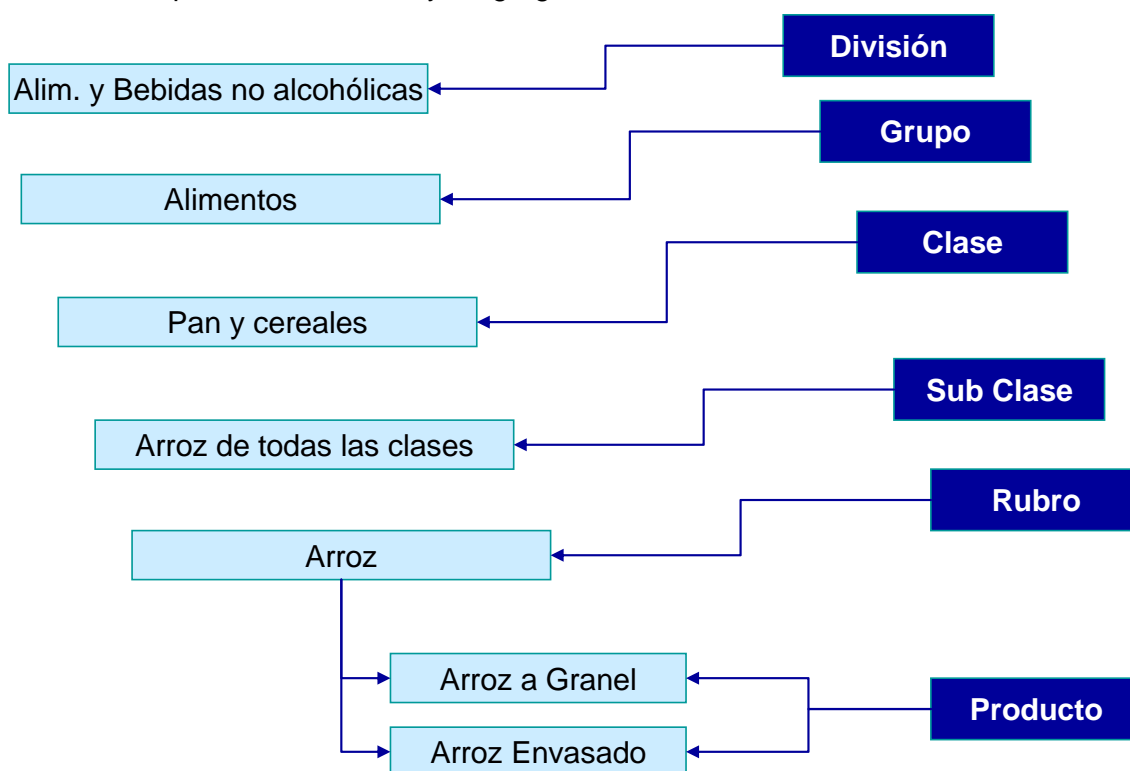 División
Alim. y Bebidas no alcohólicas
Grupo
Alimentos
Clase
Pan y cereales
Sub Clase
Arroz de todas las clases
Rubro
Arroz
Arroz a Granel
Producto
Arroz Envasado